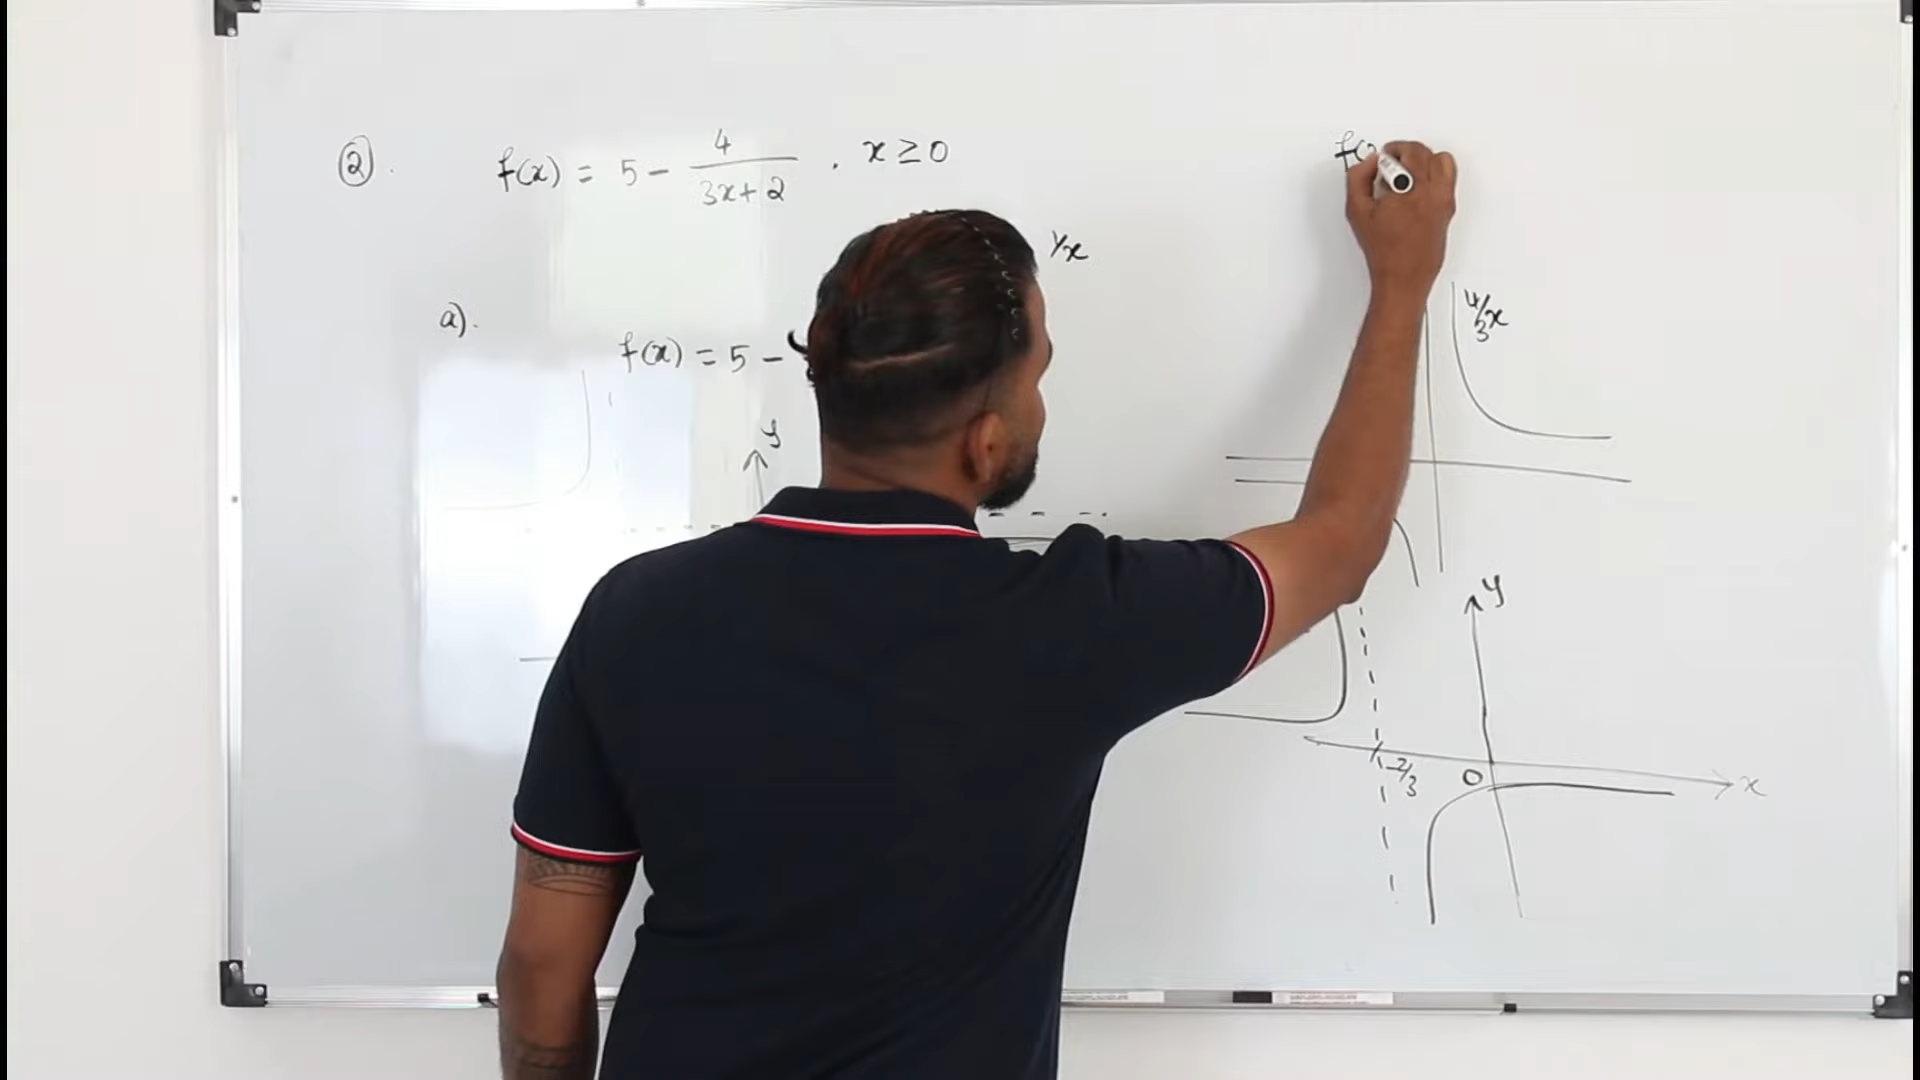 ② . f(x) = 5 - 4/(3x+2) . x ≥ 0
f(
1/x
a).
f(x) = 5 -
4/3x
y
y
-2/3
O
x